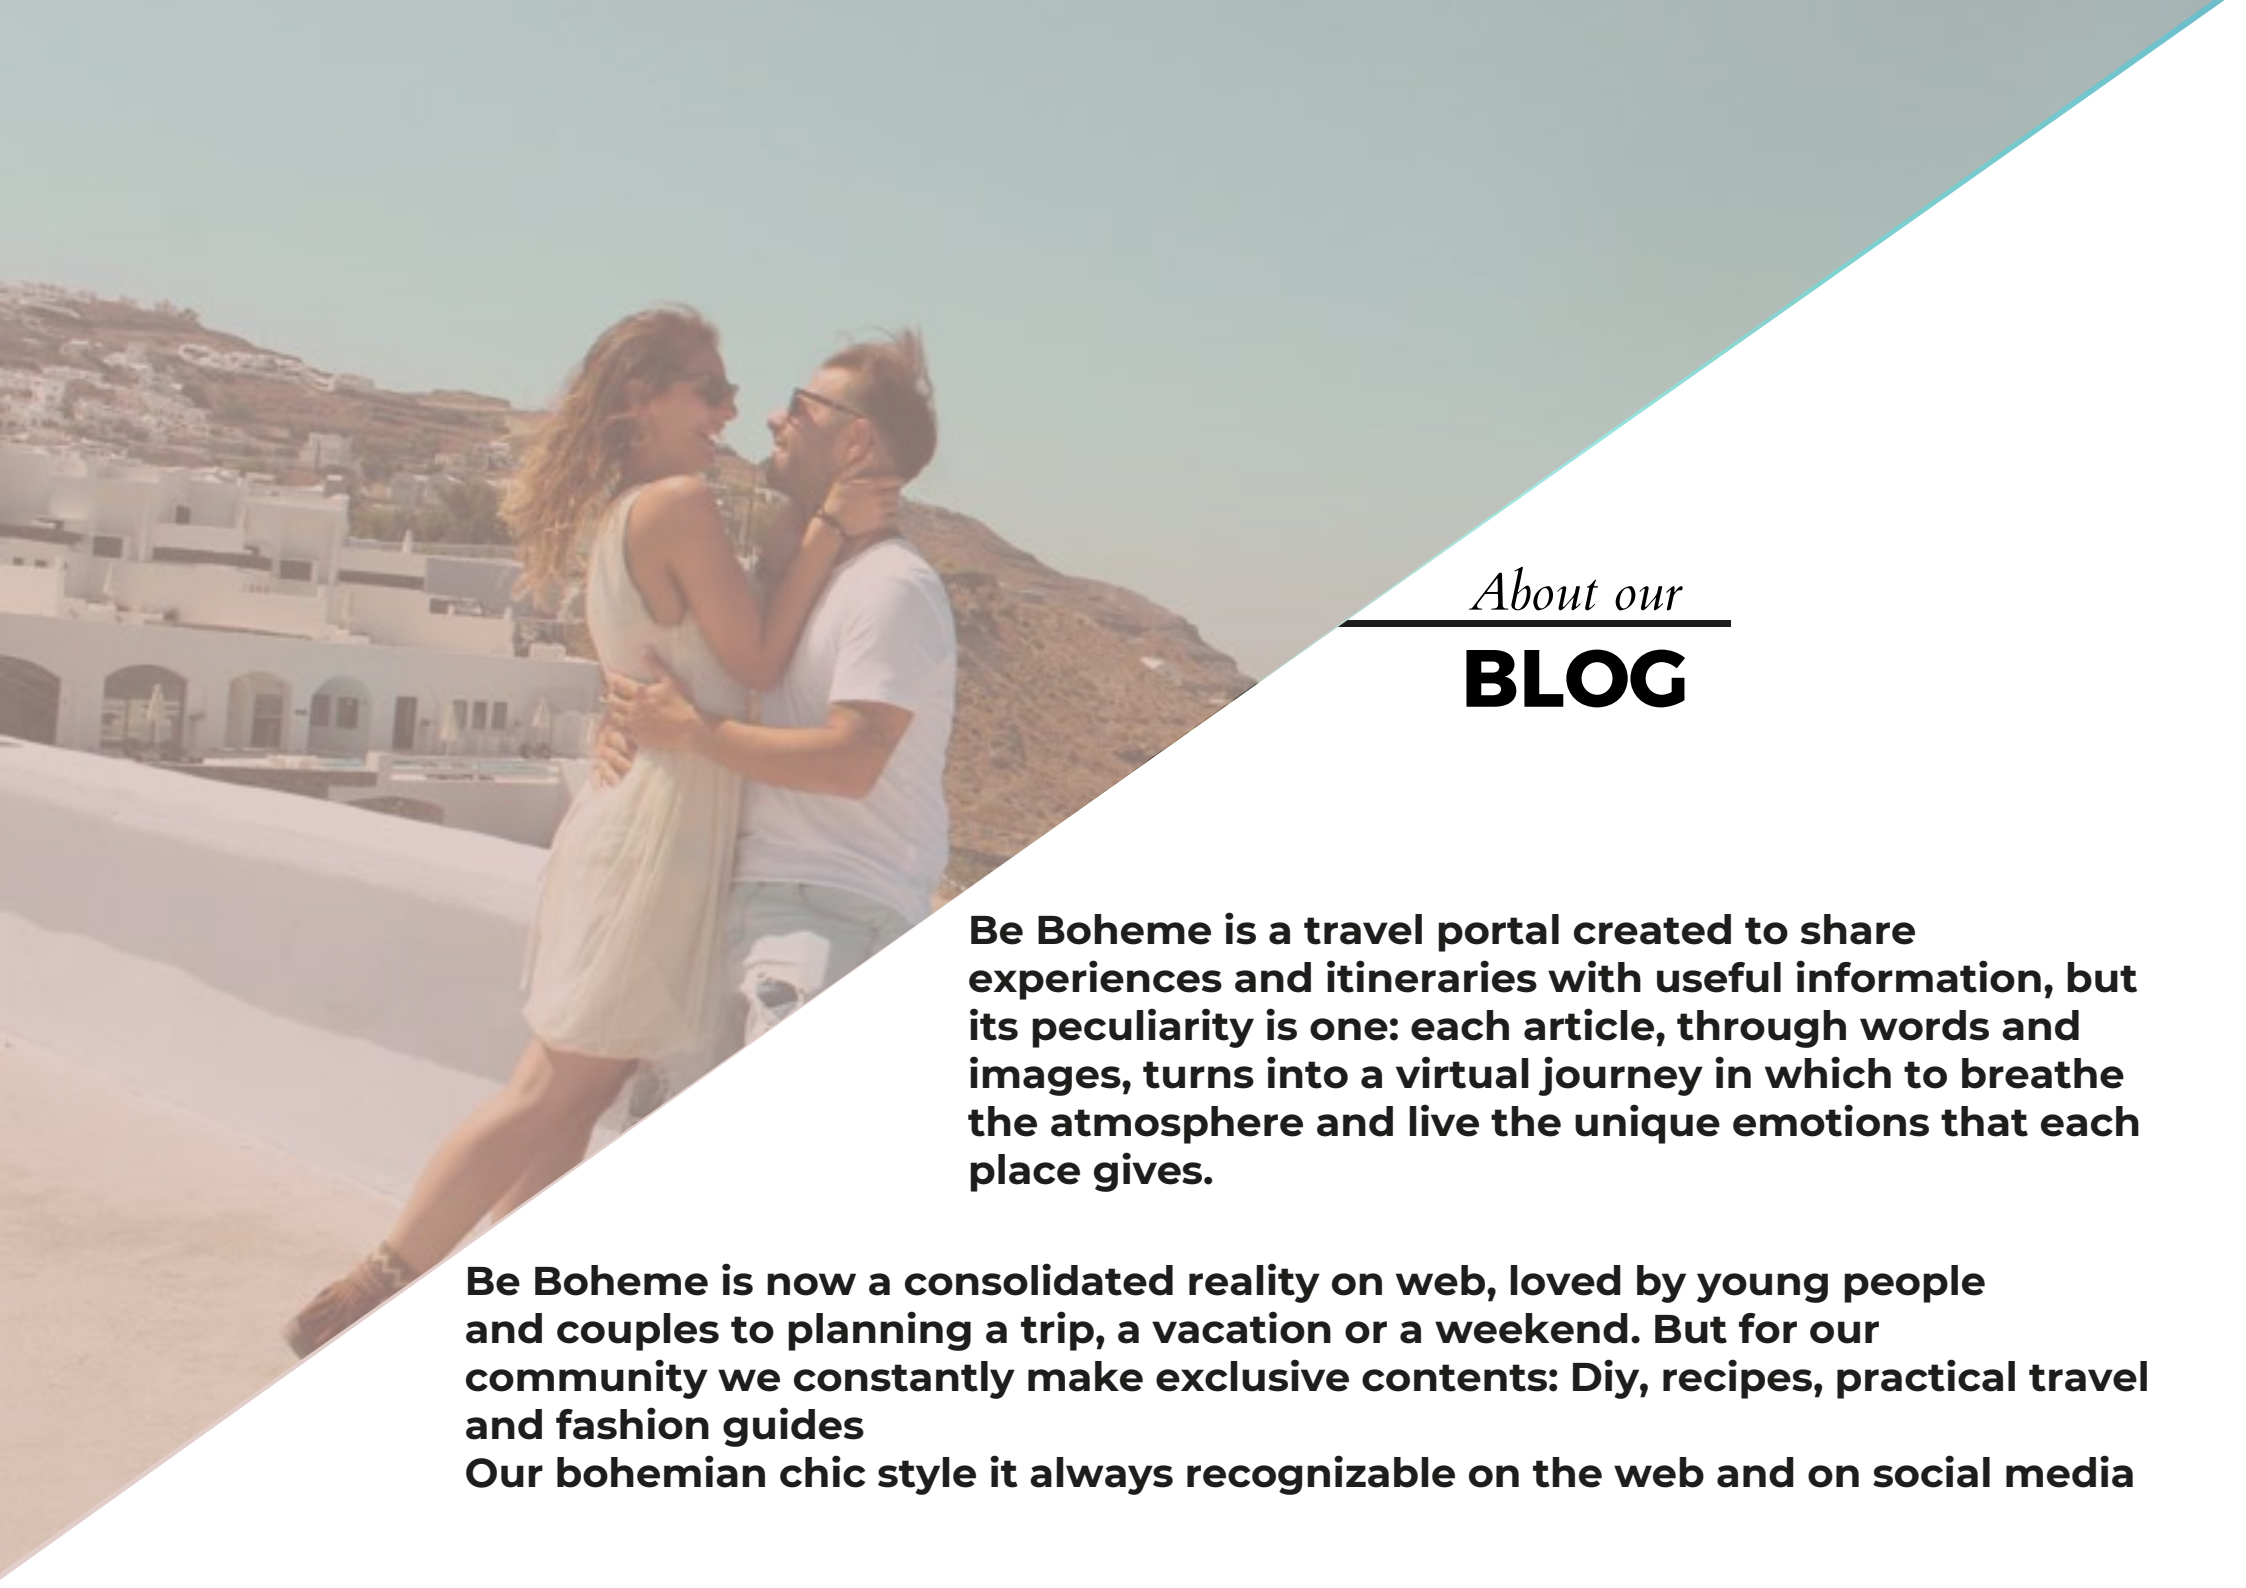 About our
BLOG
Be Boheme is a travel portal created to share
experiences and itineraries with useful information, but
its peculiarity is one: each article, through words and
images, turns into a virtual journey in which to breathe
the atmosphere and live the unique emotions that each
place gives.
Be Boheme is now a consolidated reality on web, loved by young people
and couples to planning a trip, a vacation or a weekend. But for our
community we constantly make exclusive contents: Diy, recipes, practical travel
and fashion guides
Our bohemian chic style it always recognizable on the web and on social media